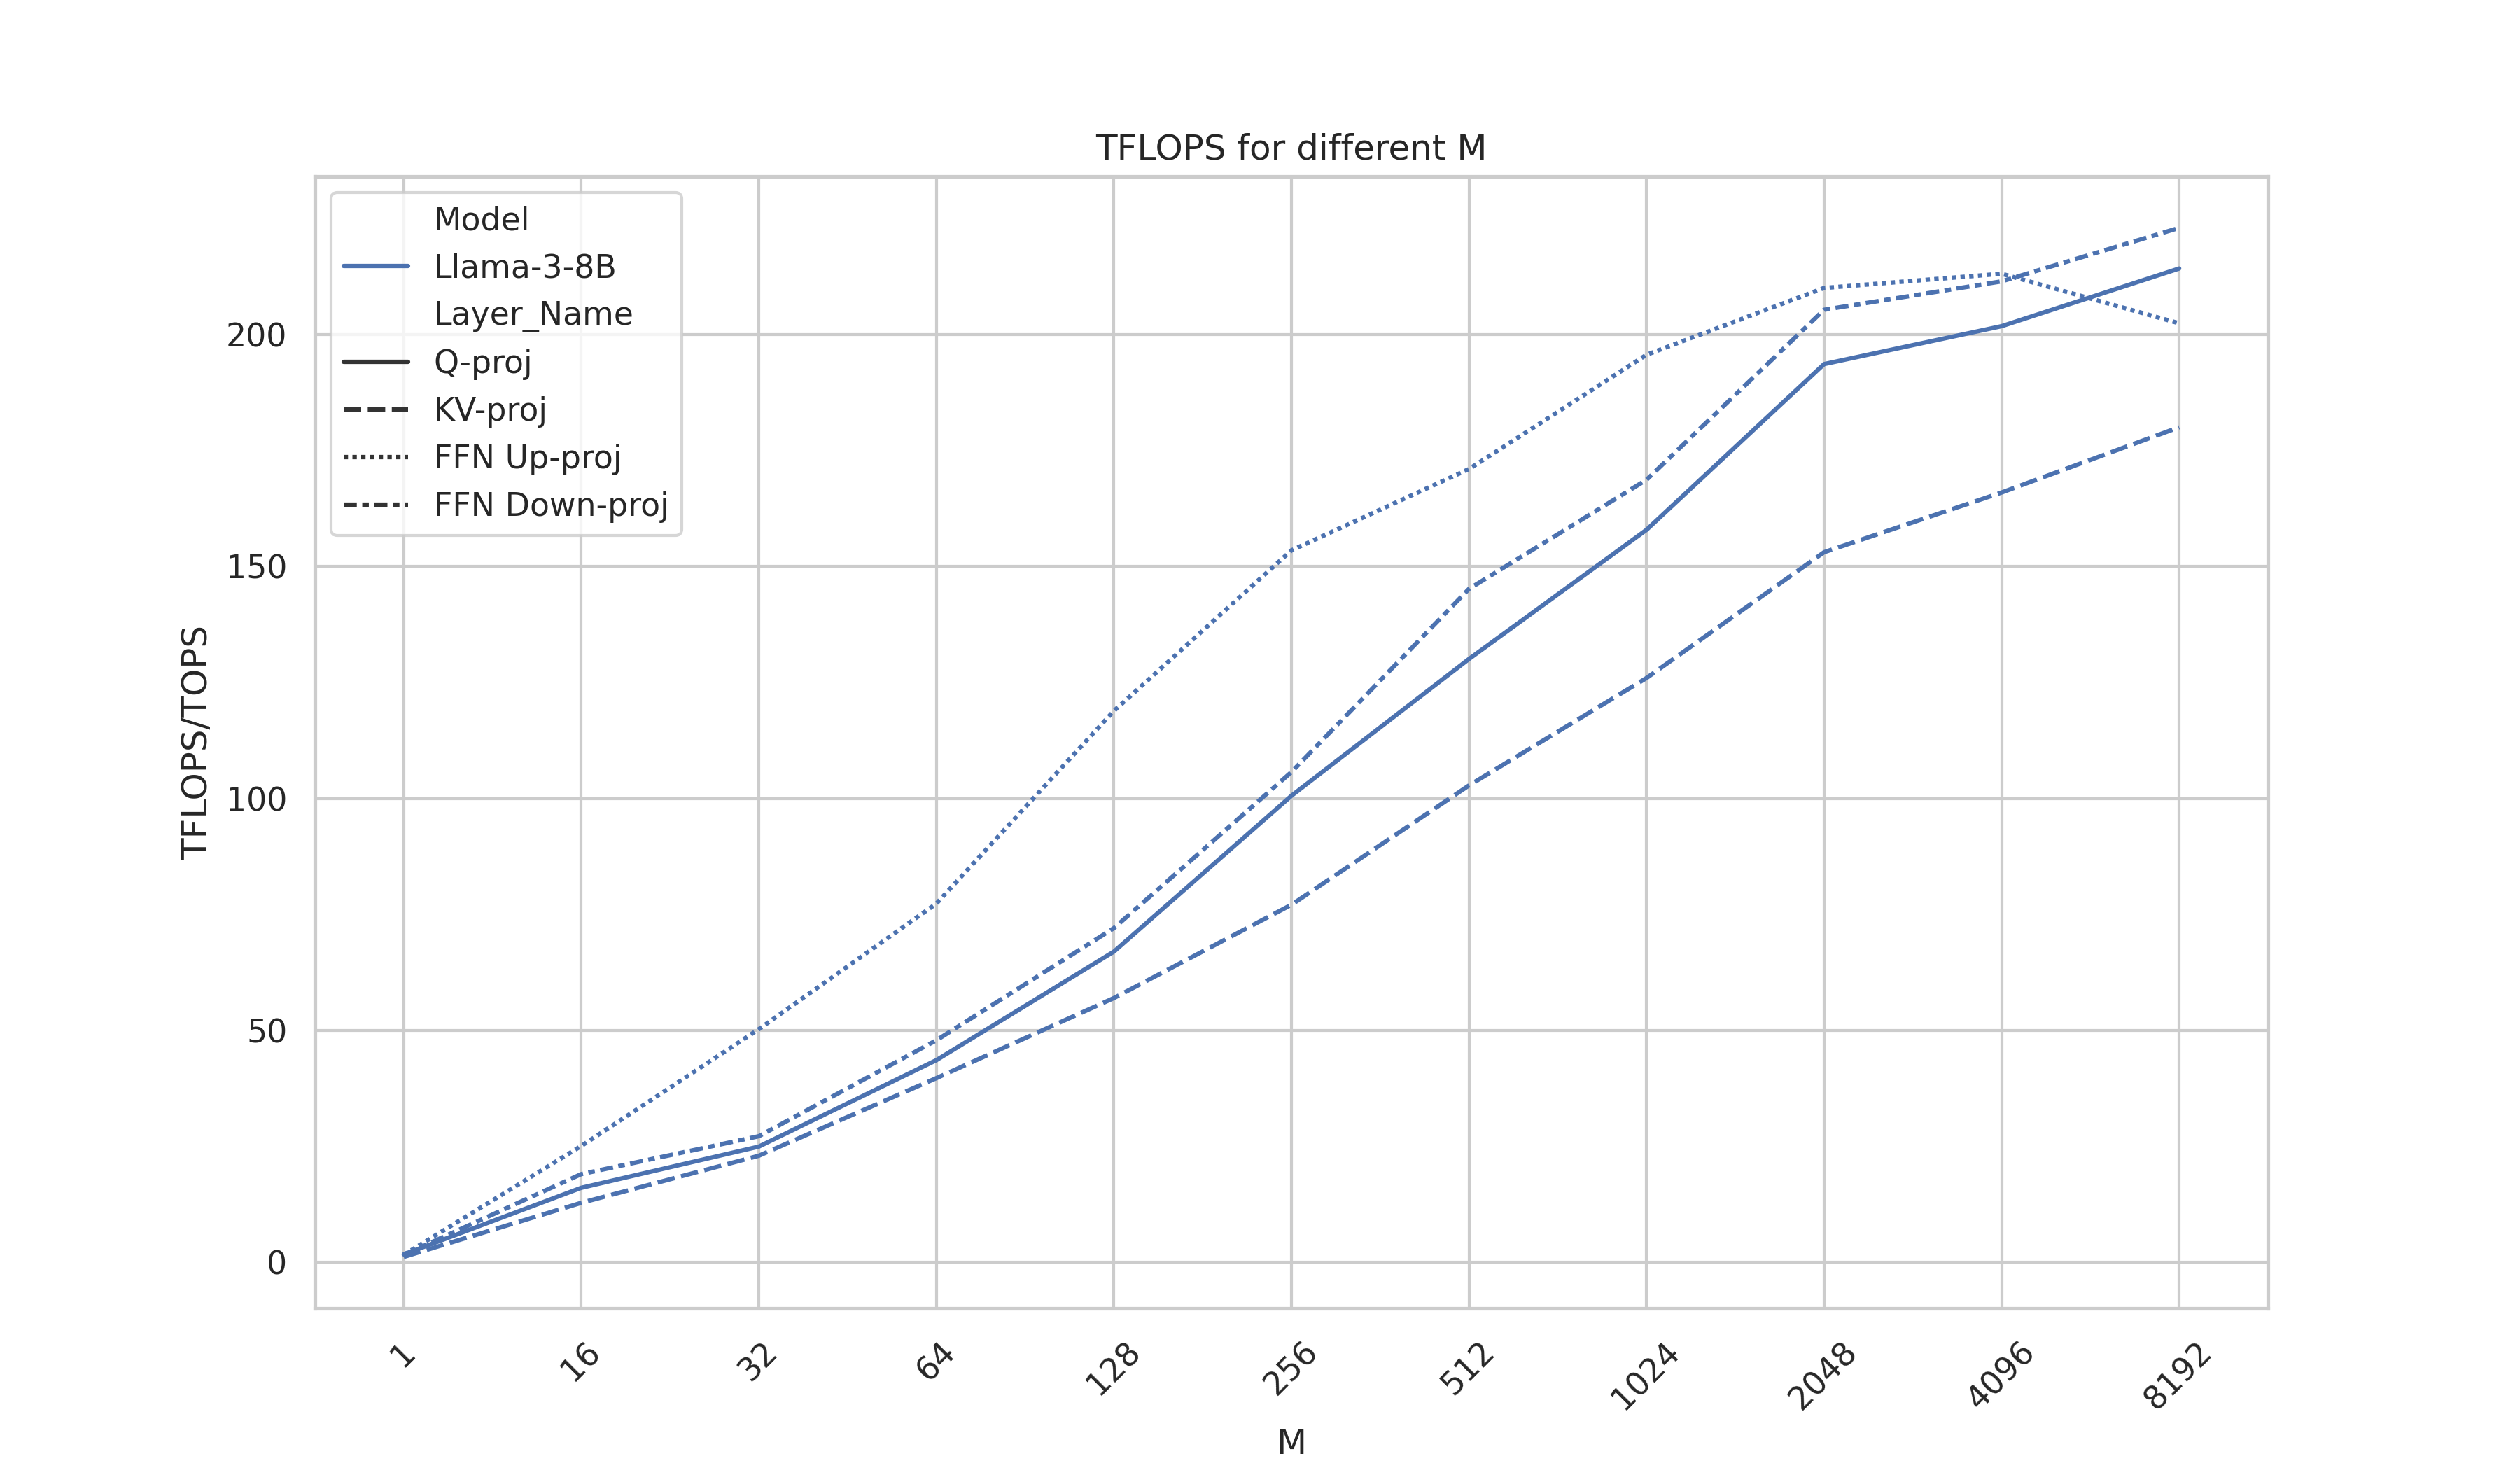 TFLOPS for different M
Model
Llama-3-8B
Layer_Name
Q-proj
KV-proj
FFN Up-proj
FFN Down-proj
TFLOPS/TOPS
200
150
100
50
0
1 16 32 64 128 256 512 1024 2048 4096 8192
M